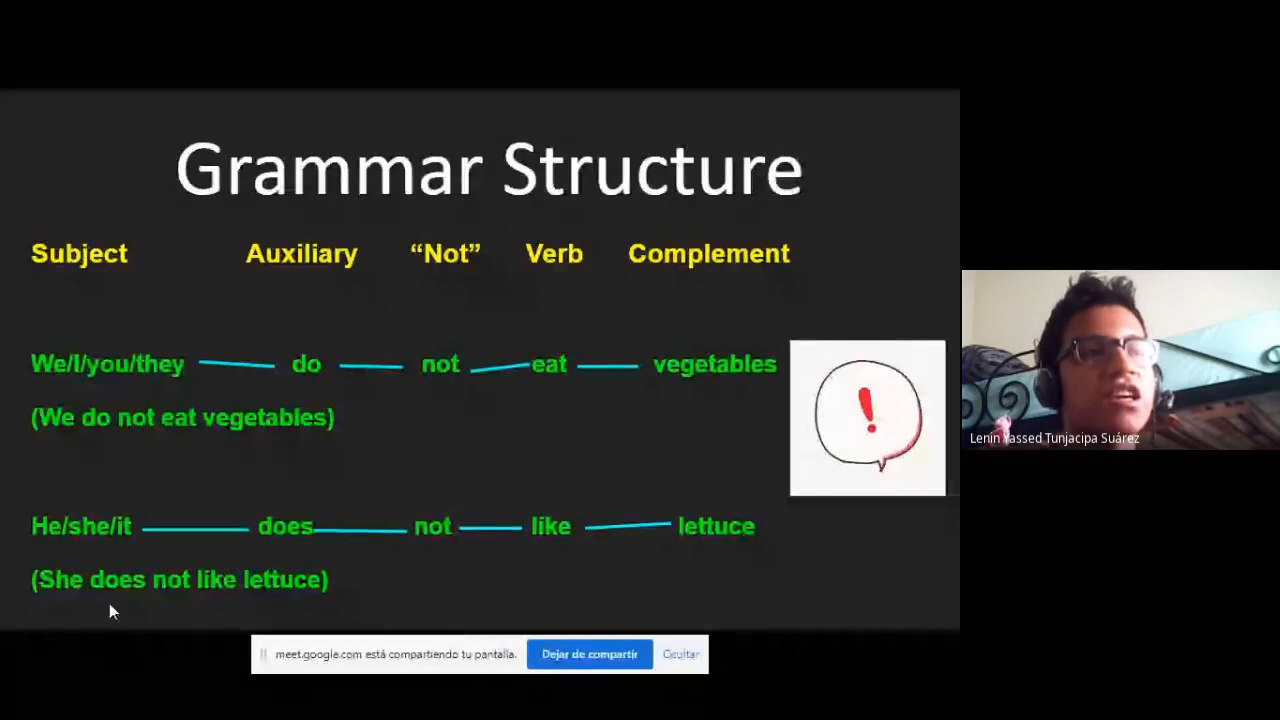 Grammar Structure
Subject Auxiliary “Not” Verb Complement
We/I/you/they do not eat vegetables
(We do not eat vegetables)
He/she/it does not like lettuce
(She does not like lettuce)
Lenin Yassed Tunjacipa Suárez
meet.google.com está compartiendo tu pantalla. Dejar de compartir Ocultar